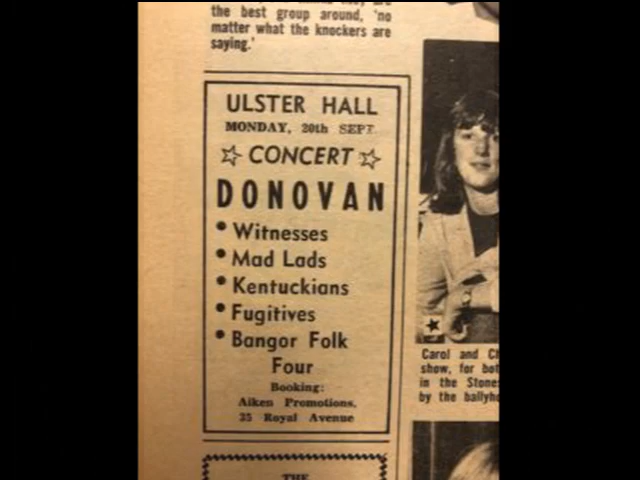 the best group around, 'no
matter what the knockers are
saying.'
ULSTER HALL
MONDAY, 20th SEPT.
CONCERT
DONOVAN
• Witnesses
• Mad Lads
• Kentuckians
• Fugitives
• Bangor Folk
Four
Booking:
Aiken Promotions,
35 Royal Avenue
THE
Carol and
show, for
in the Stones
by the